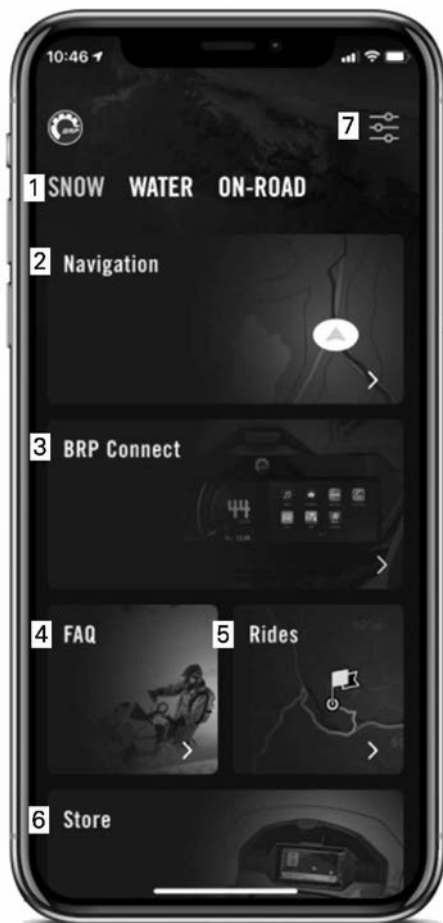 10:46
7
BRP
1 SNOW WATER ON-ROAD
2 Navigation
3 BRP Connect
44
4 FAQ 5 Rides
6 Store